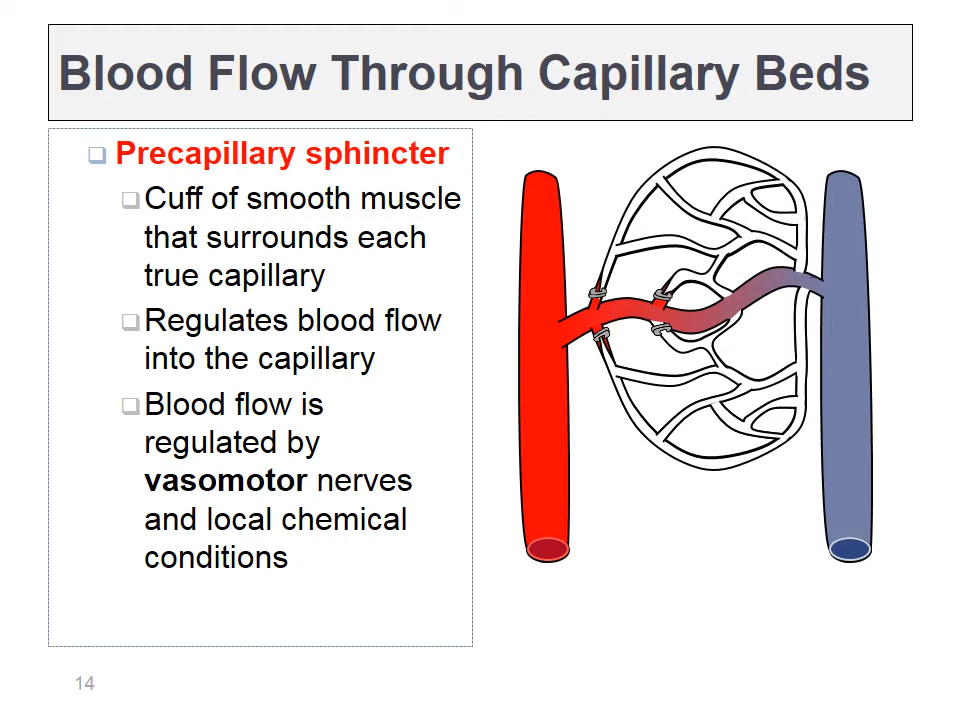 Blood Flow Through Capillary Beds
Precapillary sphincter
Cuff of smooth muscle
that surrounds each
true capillary
Regulates blood flow
into the capillary
Blood flow is
regulated by
vasomotor nerves
and local chemical
conditions
14